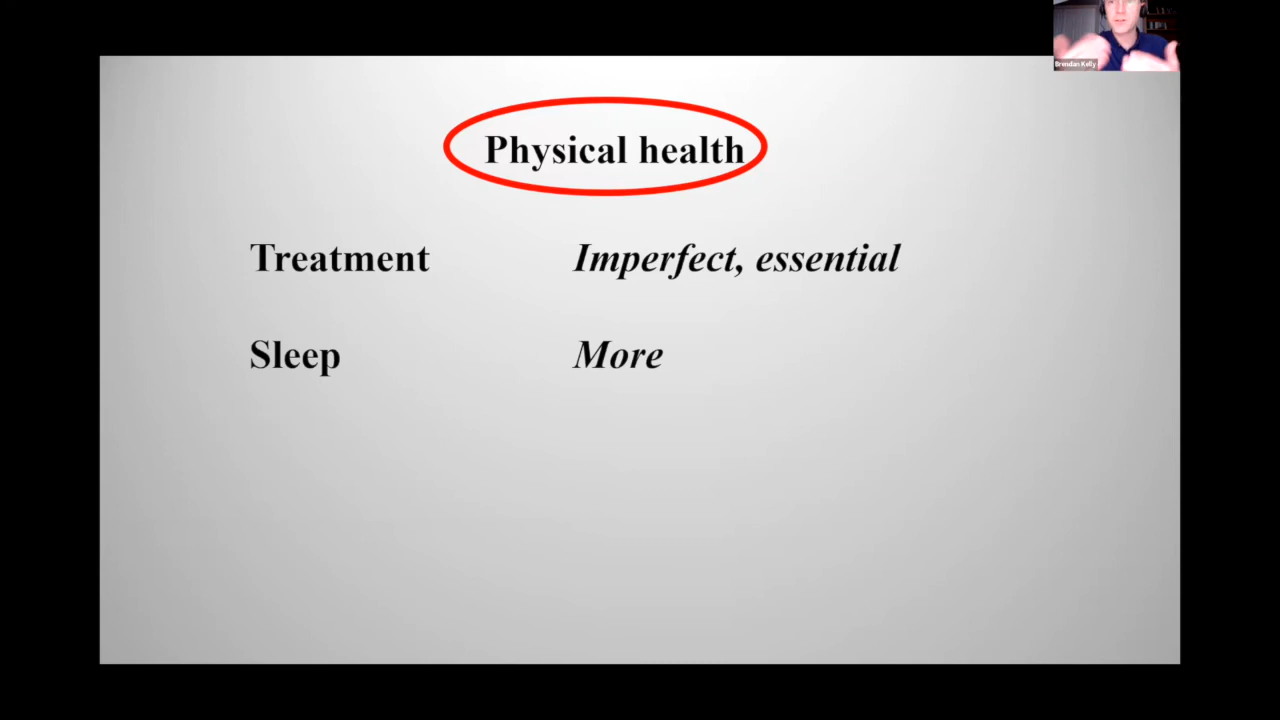 Brendan Kelly
Physical health
Treatment Imperfect, essential
Sleep More